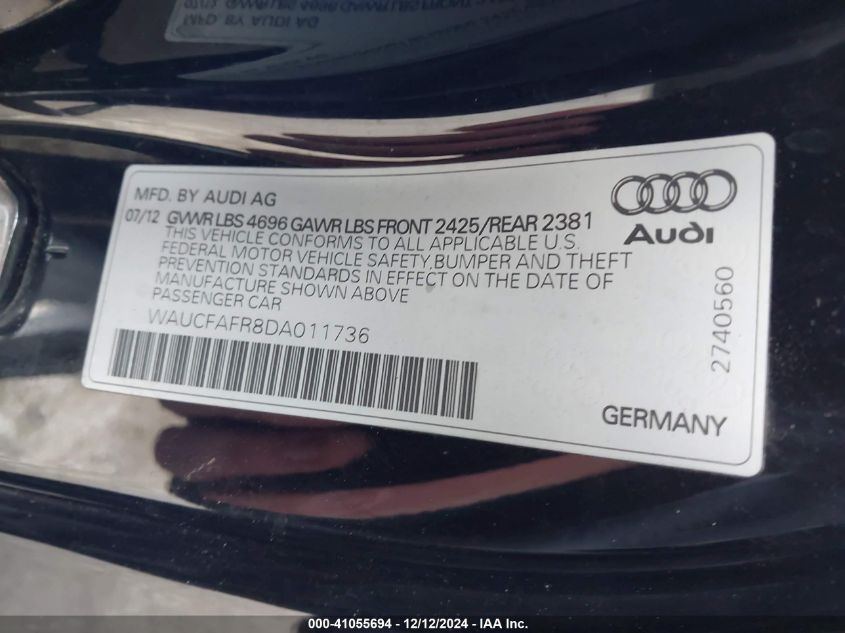 MFD. BY AUDI AG
07/12 GVWR LBS 4696 GAWR LBS FRONT 2425/REAR 2381
THIS VEHICLE CONFORMS TO ALL APPLICABLE U.S.
FEDERAL MOTOR VEHICLE SAFETY, BUMPER AND THEFT
PREVENTION STANDARDS IN EFFECT ON THE DATE OF
MANUFACTURE SHOWN ABOVE
PASSENGER CAR
WAUCFAFR8DA011736
Audi
2740560
GERMANY
000-41055694 - 12/12/2024 - IAA Inc.